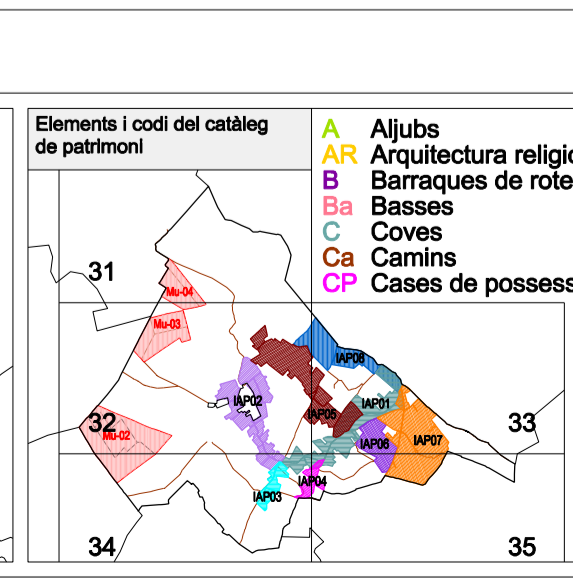 Elements i codi del catàleg
de patrimoni
A Aljubs
AR Arquitectura religio
B Barraques de rote
Ba Basses
C Coves
Ca Camins
CP Cases de possess
31
Mu-04
Mu-03
IAP08
IAP02
IAP01
IAP05
32
33
Mu-02
IAP06
IAP07
IAP04
IAP03
34
35